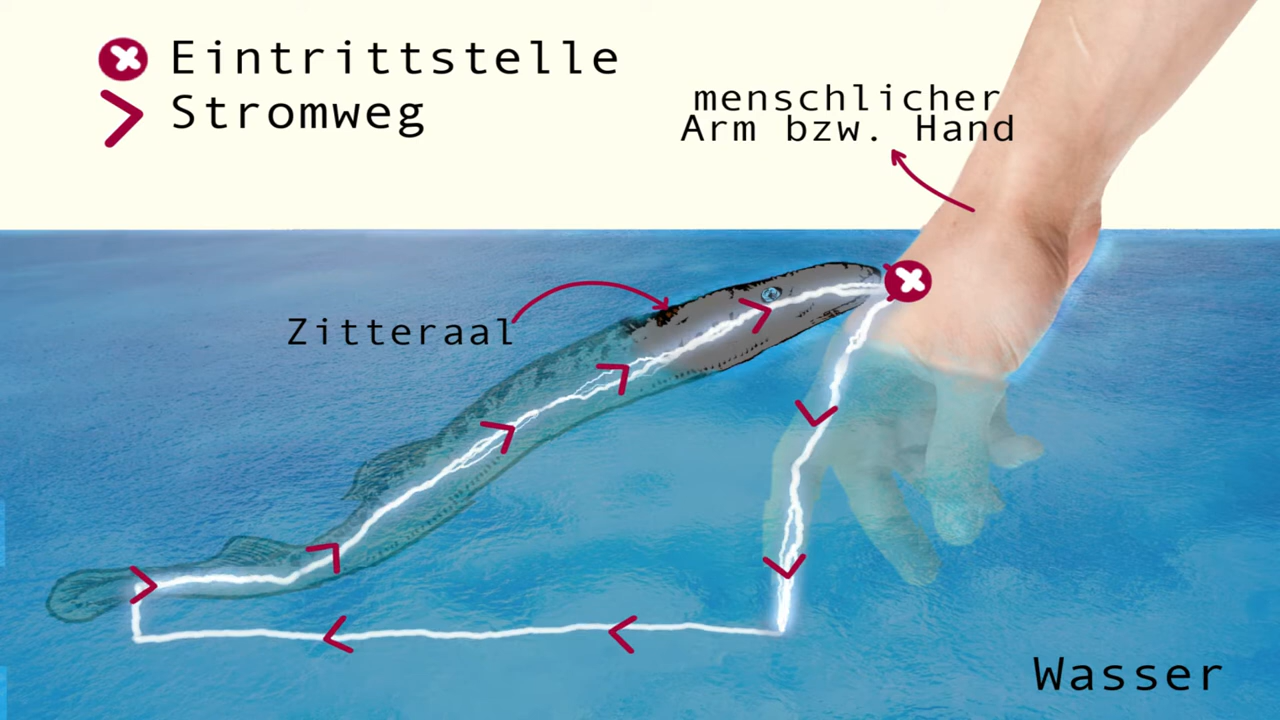 Eintrittstelle
Stromweg
menschlicher
Arm bzw. Hand
Zitteraal
Wasser